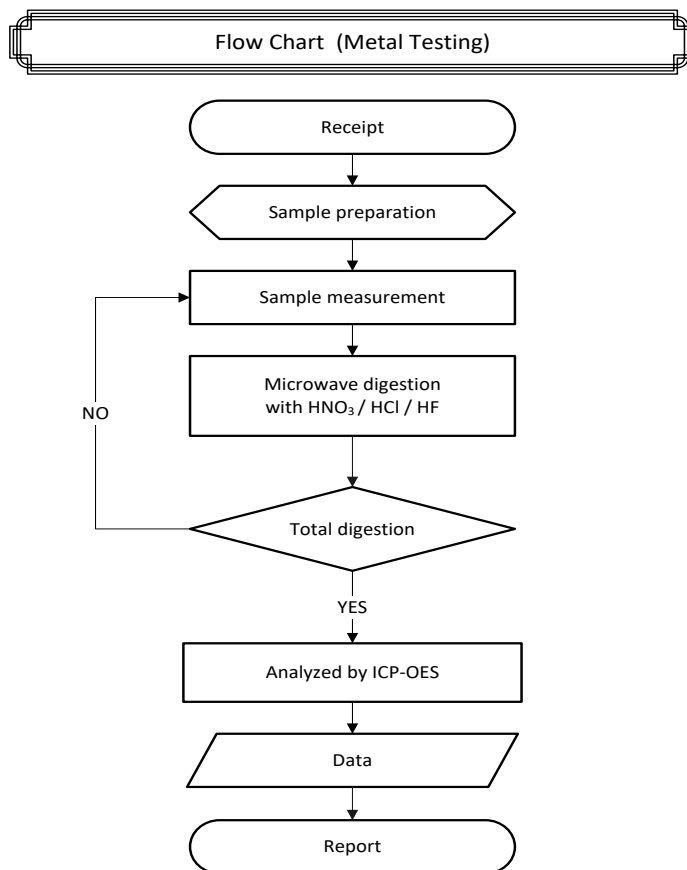 Flow Chart (Metal Testing)
Receipt
Sample preparation
Sample measurement
Microwave digestion
with HNO₃ / HCl / HF
NO
Total digestion
YES
Analyzed by ICP-OES
Data
Report